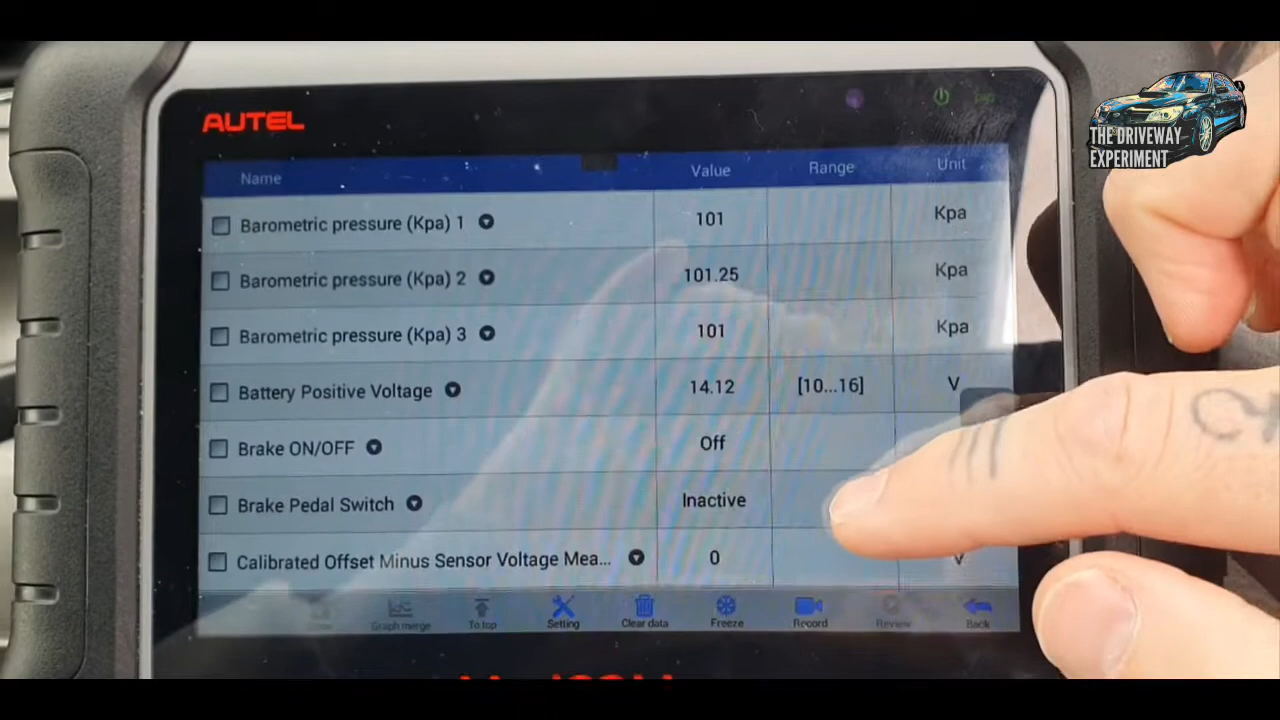 THE DRIVEWAY
EXPERIMENT
AUTEL
Name Value Range Unit
Barometric pressure (Kpa) 1 101 Kpa
Barometric pressure (Kpa) 2 101.25 Kpa
Barometric pressure (Kpa) 3 101 Kpa
Battery Positive Voltage 14.12 [10...16] V
Brake ON/OFF Off
Brake Pedal Switch Inactive
Calibrated Offset Minus Sensor Voltage Mea... 0 V
Graph merge To top Setting Clear data Freeze Record Review Back